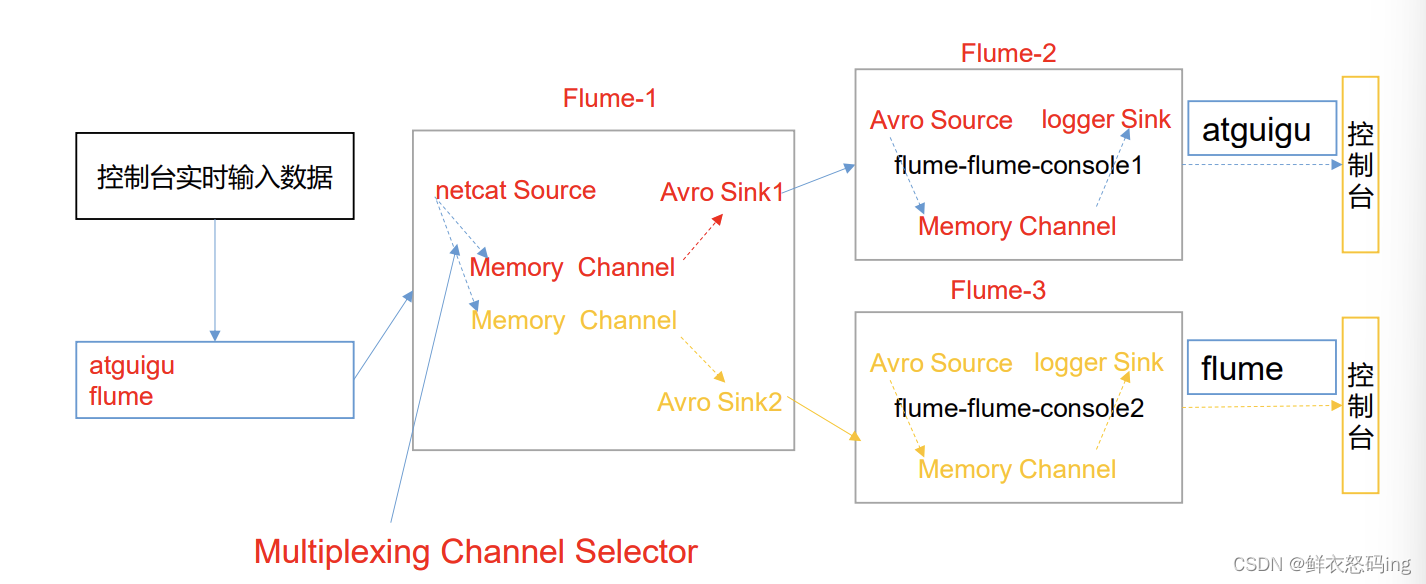 控制台实时输入数据
atguigu
flume
Flume-1
netcat Source
Avro Sink1
Memory Channel
Memory Channel
Avro Sink2
Multiplexing Channel Selector
Flume-2
Avro Source
logger Sink
flume-flume-console1
Memory Channel
atguigu
控制台
Flume-3
Avro Source
logger Sink
flume-flume-console2
Memory Channel
flume
控制台
CSDN @鲜衣怒码ing